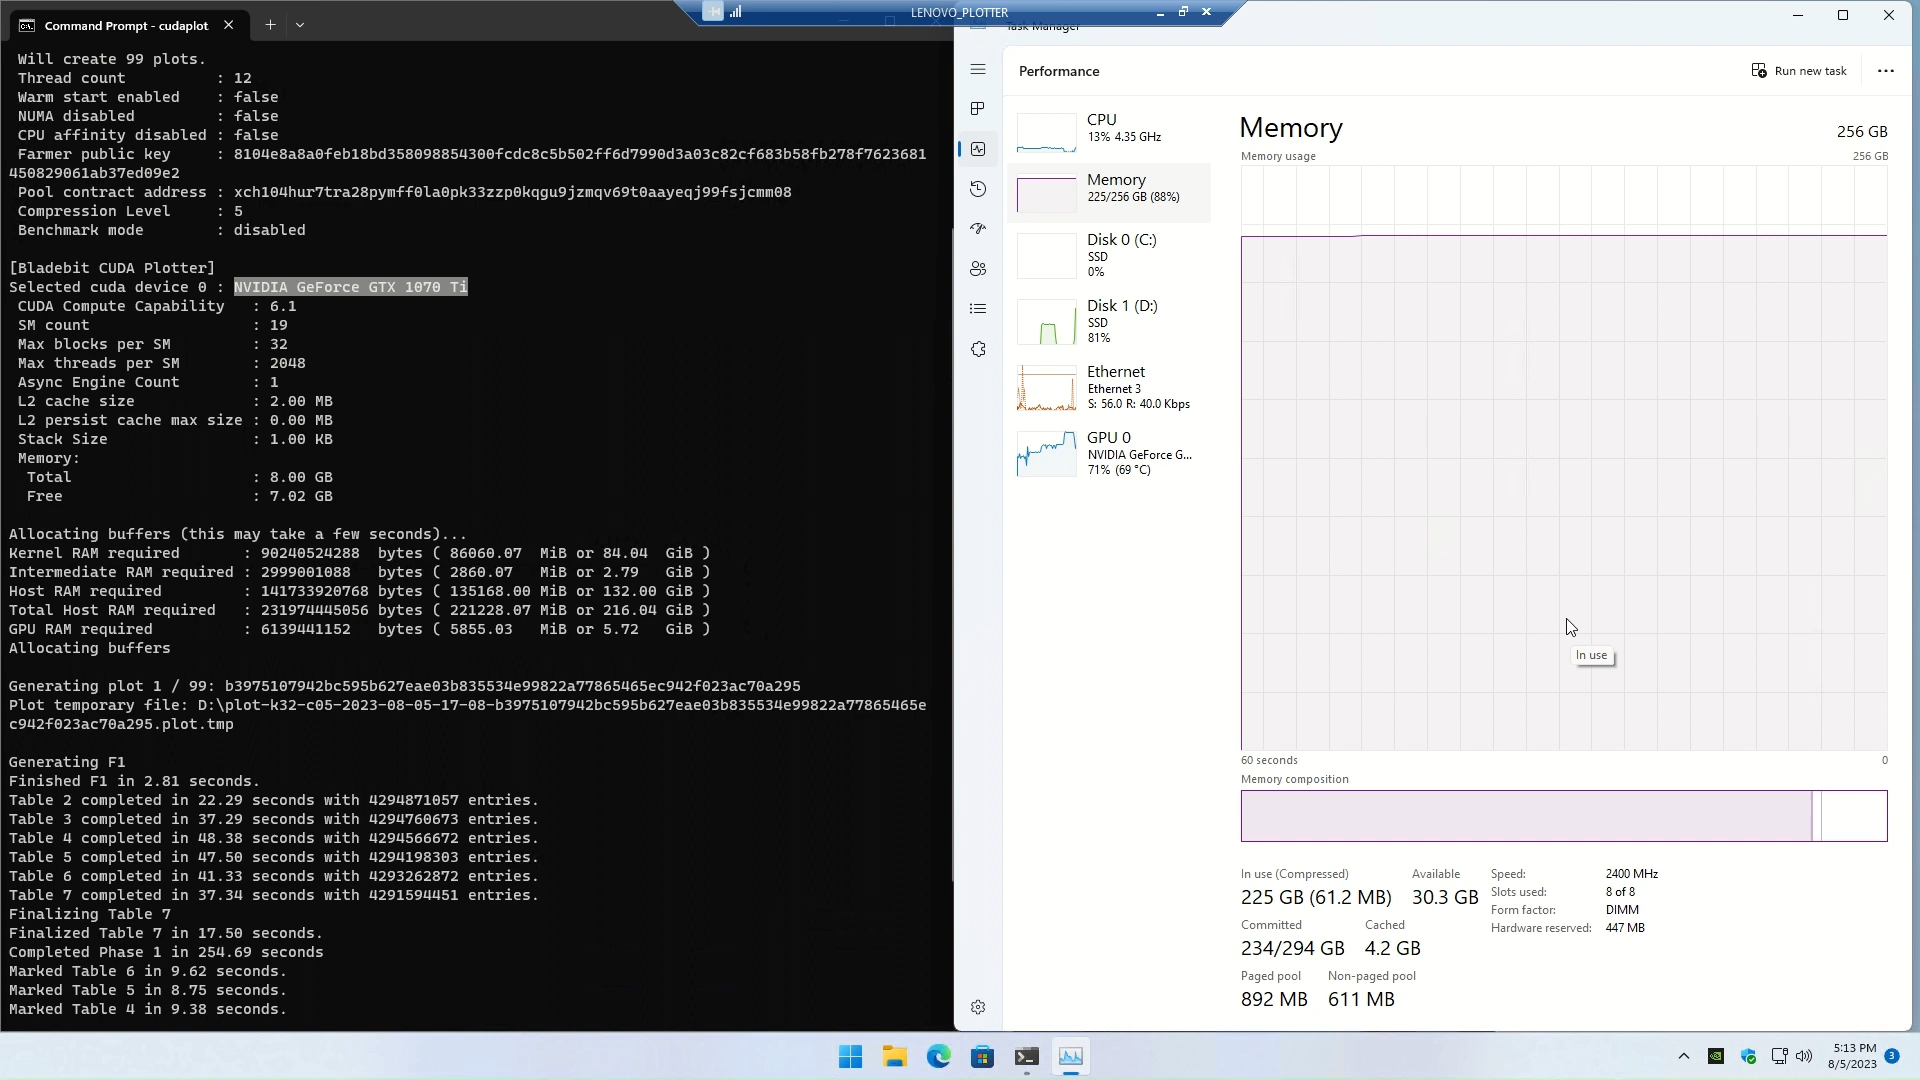 LENOVO_PLOTTER
Command Prompt - cudaplot
Will create 99 plots.
Thread count : 12
Warm start enabled : false
NUMA disabled : false
CPU affinity disabled : false
Farmer public key : 8104e8a8a0feb18bd358098854300fcdc8c5b502ff6d7990d3a03c82cf683b58fb278f7623681
450829061ab37ed09e2
Pool contract address : xch104hur7tra28pymff0la0pk33zzp0kqgu9jzmqv69t0aayeqj99fsjcmm08
Compression Level : 5
Benchmark mode : disabled
[Bladebit CUDA Plotter]
Selected cuda device 0 : NVIDIA GeForce GTX 1070 Ti
CUDA Compute Capability : 6.1
SM count : 19
Max blocks per SM : 32
Max threads per SM : 2048
Async Engine Count : 1
L2 cache size : 2.00 MB
L2 persist cache max size : 0.00 MB
Stack Size : 1.00 KB
Memory:
Total : 8.00 GB
Free : 7.02 GB
Allocating buffers (this may take a few seconds)...
Kernel RAM required : 90240524288 bytes ( 86060.07 MiB or 84.04 GiB )
Intermediate RAM required : 2999001088 bytes ( 2860.07 MiB or 2.79 GiB )
Host RAM required : 141733920768 bytes ( 135168.00 MiB or 132.00 GiB )
Total Host RAM required : 231974445056 bytes ( 221228.07 MiB or 216.04 GiB )
GPU RAM required : 6139441152 bytes ( 5855.03 MiB or 5.72 GiB )
Allocating buffers
Generating plot 1 / 99: b3975107942bc595b627eae03b835534e99822a77865465ec942f023ac70a295
Plot temporary file: D:\plot-k32-c05-2023-08-05-17-08-b3975107942bc595b627eae03b835534e99822a77865465e
c942f023ac70a295.plot.tmp
Generating F1
Finished F1 in 2.81 seconds.
Table 2 completed in 22.29 seconds with 4294871057 entries.
Table 3 completed in 37.29 seconds with 4294760673 entries.
Table 4 completed in 48.38 seconds with 4294566672 entries.
Table 5 completed in 47.50 seconds with 4294198303 entries.
Table 6 completed in 41.33 seconds with 4293262872 entries.
Table 7 completed in 37.34 seconds with 4291594451 entries.
Finalizing Table 7
Finalized Table 7 in 17.50 seconds.
Completed Phase 1 in 254.69 seconds
Marked Table 6 in 9.62 seconds.
Marked Table 5 in 8.75 seconds.
Marked Table 4 in 9.38 seconds.
Task Manager
Performance
Run new task
CPU
13% 4.35 GHz
Memory
225/256 GB (88%)
Disk 0 (C:)
SSD
0%
Disk 1 (D:)
SSD
81%
Ethernet
Ethernet 3
S: 56.0 R: 40.0 Kbps
GPU 0
NVIDIA GeForce G...
71% (69 °C)
Memory
256 GB
Memory usage
256 GB
In use
60 seconds
0
Memory composition
In use (Compressed)
225 GB (61.2 MB)
Available
30.3 GB
Committed
234/294 GB
Cached
4.2 GB
Paged pool
892 MB
Non-paged pool
611 MB
Speed: 2400 MHz
Slots used: 8 of 8
Form factor: DIMM
Hardware reserved: 447 MB
5:13 PM
8/5/2023
3